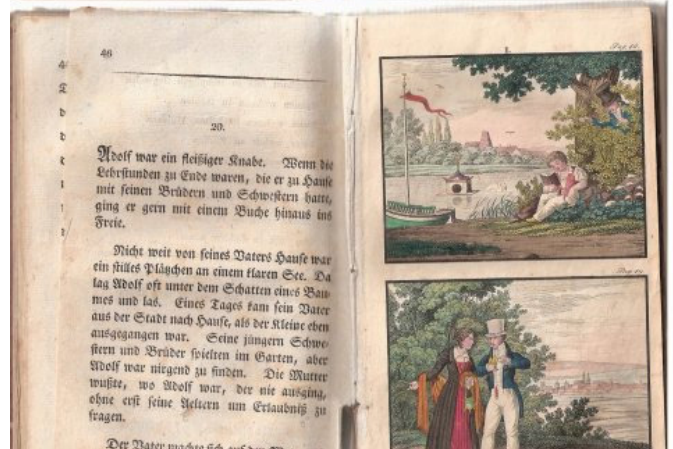 46
20.
Adolf war ein fleißiger Knabe. Wenn die
Lehrstunden zu Ende waren, die er zu Hause
mit seinen Brüdern und Schwestern hatte,
ging er gern mit einem Buche hinaus ins
Freie.
Nicht weit von seines Vaters Hause war
ein stilles Plätzchen an einem klaren See. Da
lag Adolf oft unter dem Schatten eines Bau-
mes und las. Eines Tages kam sein Vater
aus der Stadt nach Hause, als der Kleine eben
ausgegangen war. Seine jüngern Schwe-
stern und Brüder spielten im Garten, aber
Adolf war nirgend zu finden. Die Mutter
wußte, wo Adolf war, der nie ausging,
ohne erst seine Aeltern um Erlaubniß zu
fragen.
Der Vater machte sich auf den